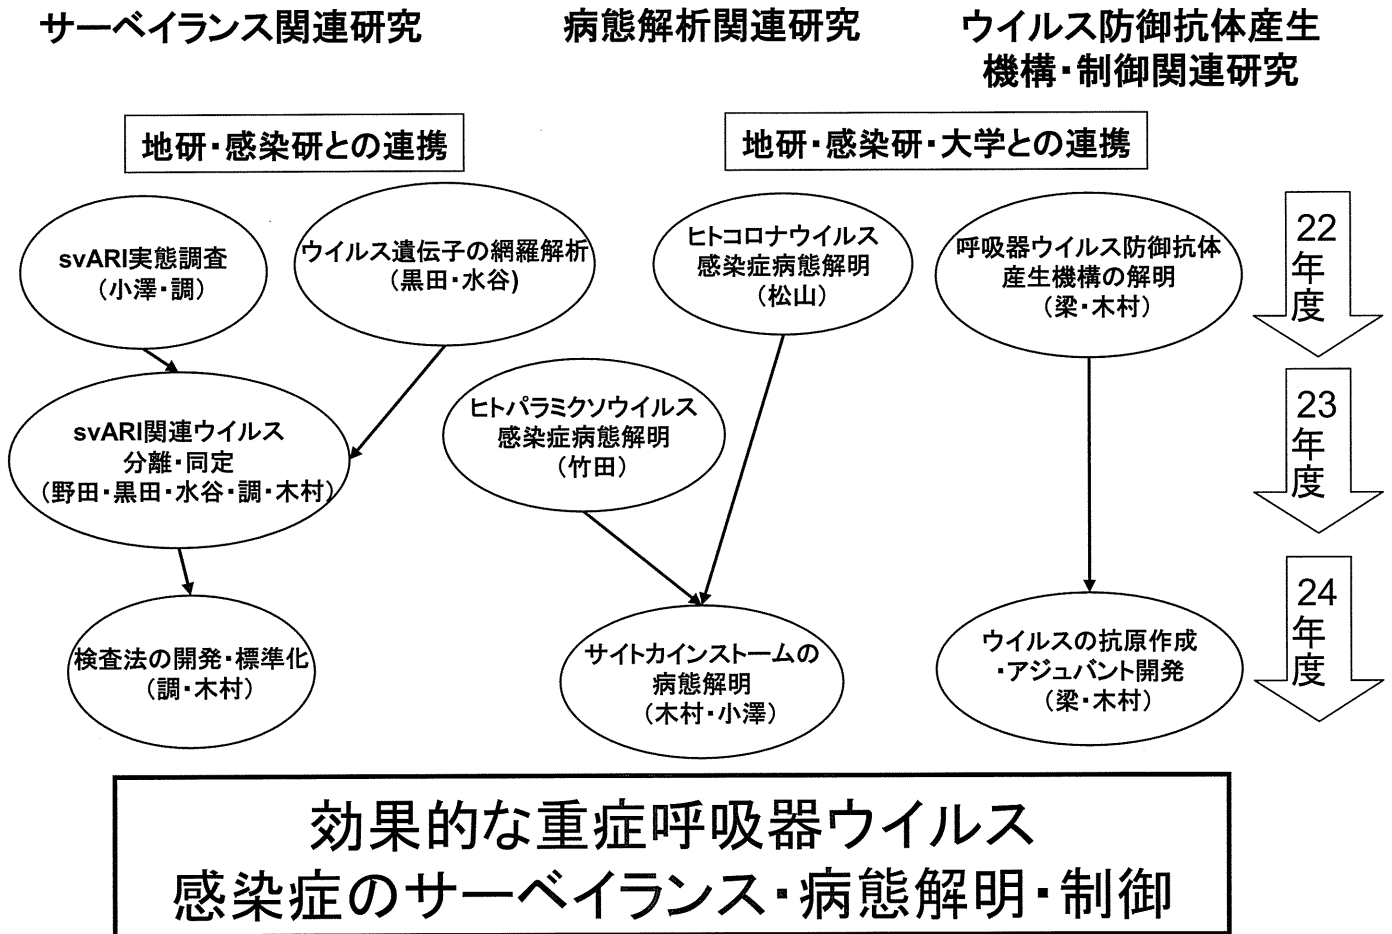 サーベイランス関連研究
病態解析関連研究
ウイルス防御抗体産生
機構・制御関連研究
地研・感染研との連携
地研・感染研・大学との連携
svARI実態調査
（小澤・調）
ウイルス遺伝子の網羅解析
（黒田・水谷)
ヒトコロナウイルス
感染症病態解明
（松山）
呼吸器ウイルス防御抗体
産生機構の解明
（梁・木村）
22
年
度
svARI関連ウイルス
分離・同定
（野田・黒田・水谷・調・木村）
ヒトパラミクソウイルス
感染症病態解明
（竹田）
23
年
度
検査法の開発・標準化
（調・木村）
サイトカインストームの
病態解明
（木村・小澤）
ウイルスの抗原作成
・アジュバント開発
（梁・木村）
24
年
度
効果的な重症呼吸器ウイルス
感染症のサーベイランス・病態解明・制御